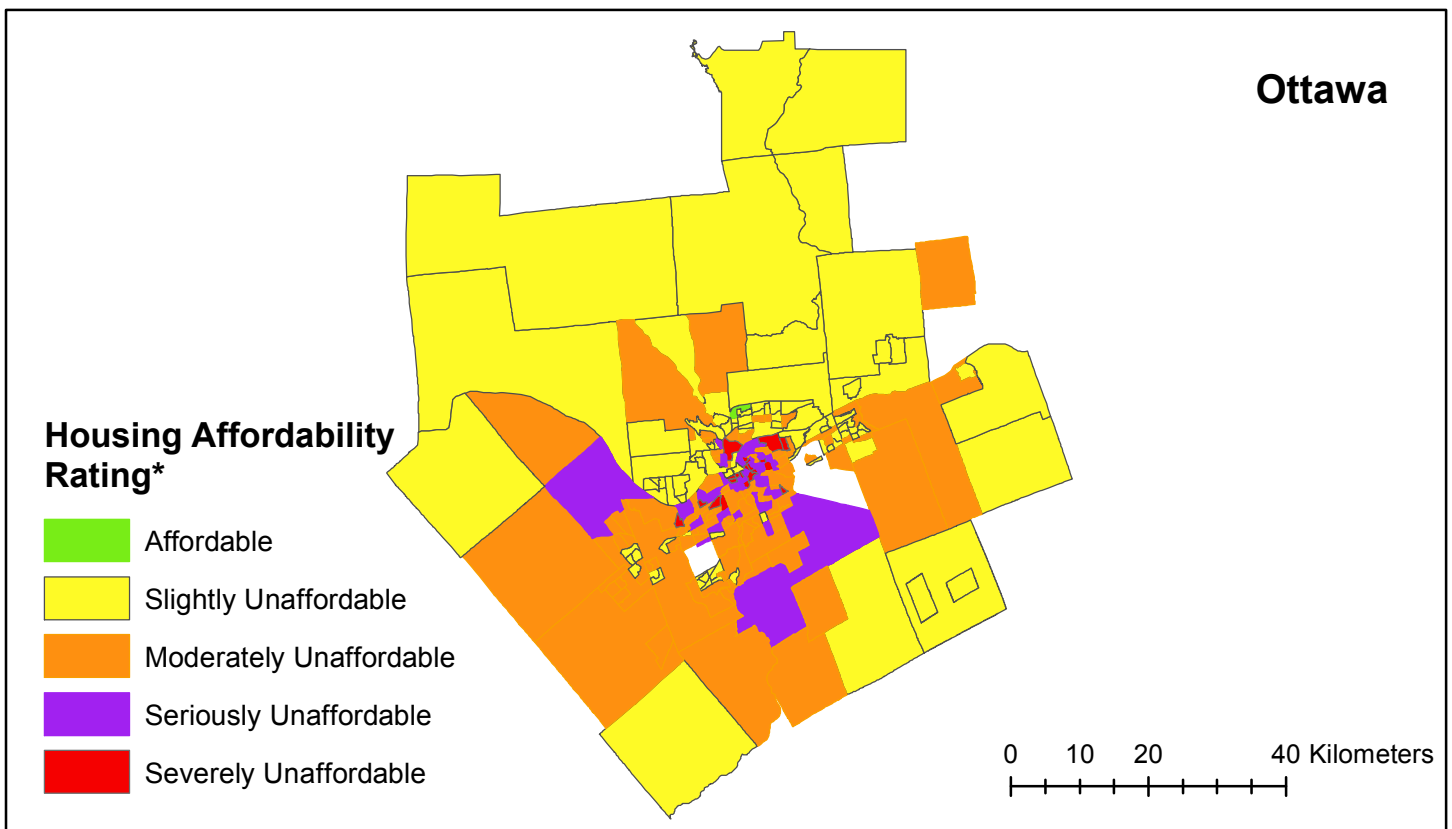 Ottawa
Housing Affordability
Rating*
Affordable
Slightly Unaffordable
Moderately Unaffordable
Seriously Unaffordable
Severely Unaffordable
0 10 20 40 Kilometers